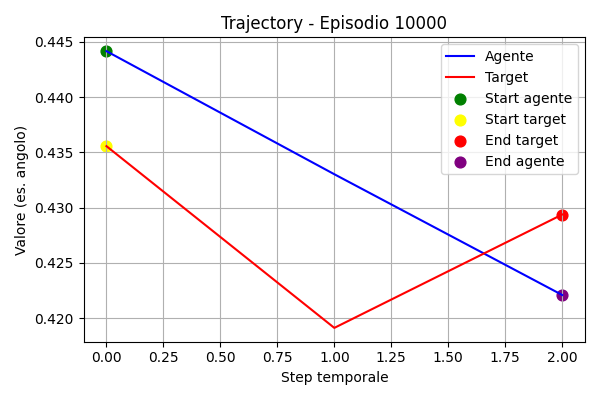 Trajectory - Episodio 10000
Valore (es. angolo)
0.445
0.440
0.435
0.430
0.425
0.420
Agente
Target
Start agente
Start target
End target
End agente
0.00 0.25 0.50 0.75 1.00 1.25 1.50 1.75 2.00
Step temporale